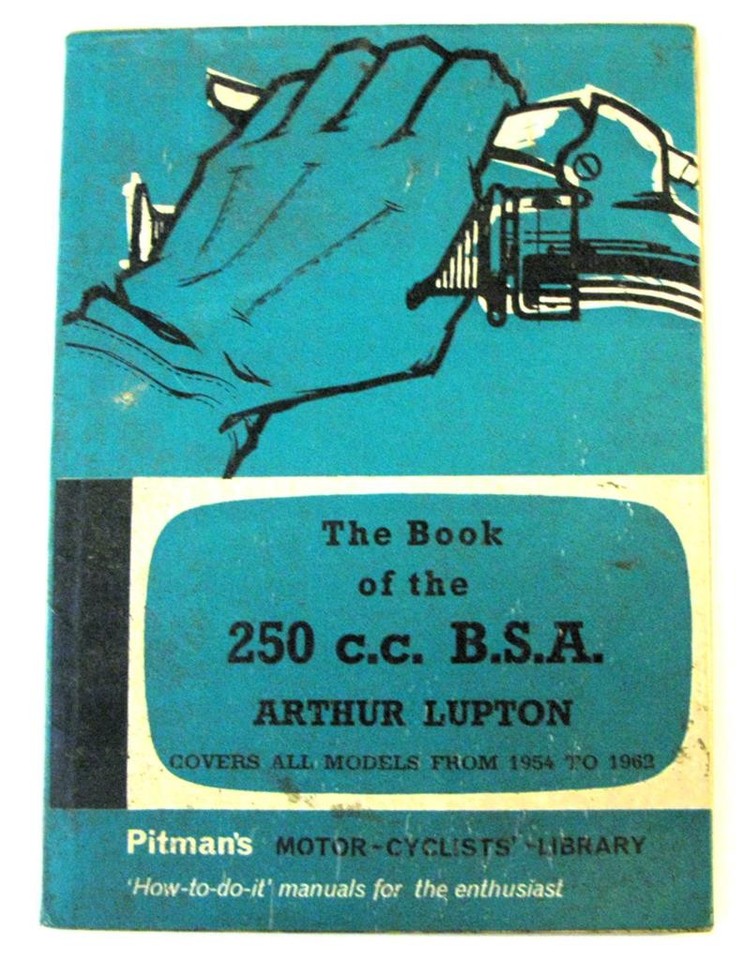 The Book
of the
250 c.c. B.S.A.
ARTHUR LUPTON
COVERS ALL MODELS FROM 1954 TO 1962
Pitman's MOTOR-CYCLISTS' LIBRARY
'How-to-do-it' manuals for the enthusiast